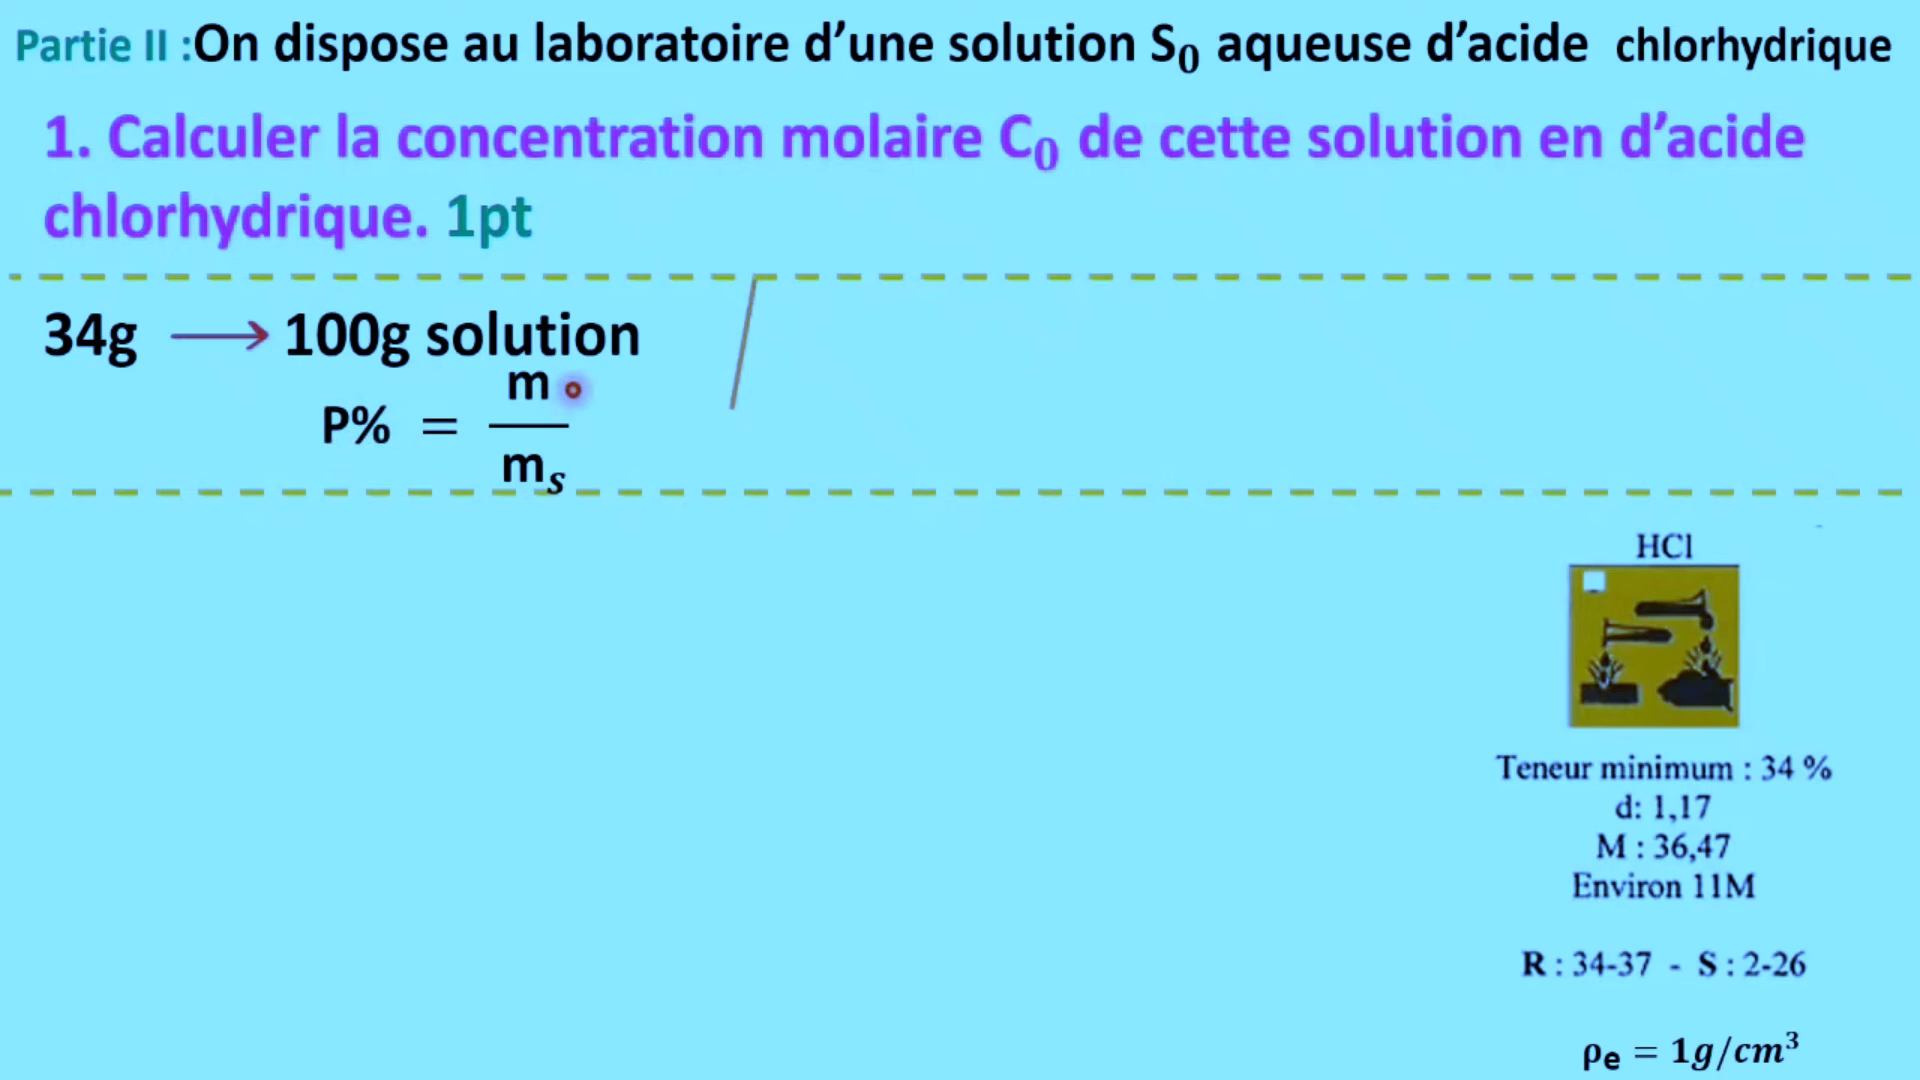 Partie II :On dispose au laboratoire d’une solution S₀ aqueuse d’acide chlorhydrique
1. Calculer la concentration molaire C₀ de cette solution en d’acide
chlorhydrique. 1pt
34g ⟶ 100g solution
P% = m / mₛ
HCl
Teneur minimum : 34 %
d: 1,17
M : 36,47
Environ 11M
R : 34-37 - S : 2-26
ρₑ = 1g/cm³